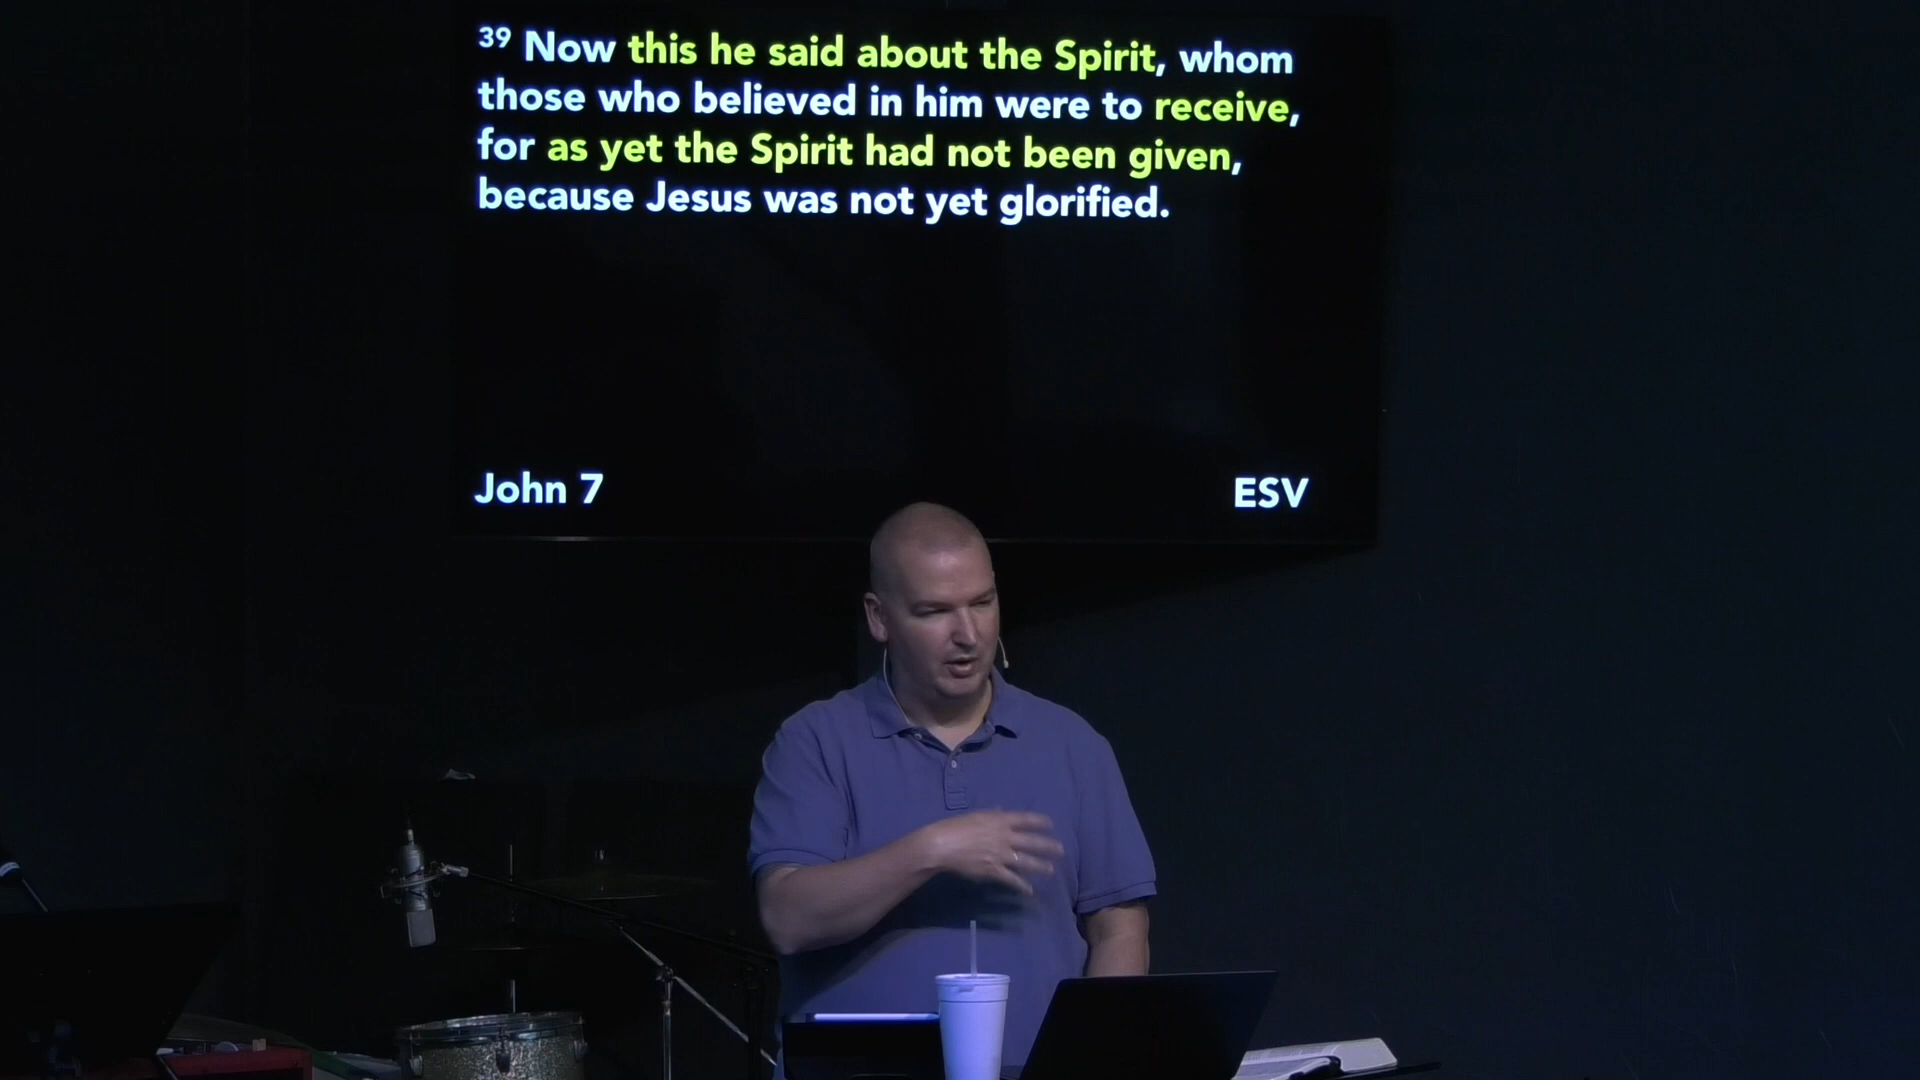 39 Now this he said about the Spirit, whom
those who believed in him were to receive,
for as yet the Spirit had not been given,
because Jesus was not yet glorified.
John 7
ESV